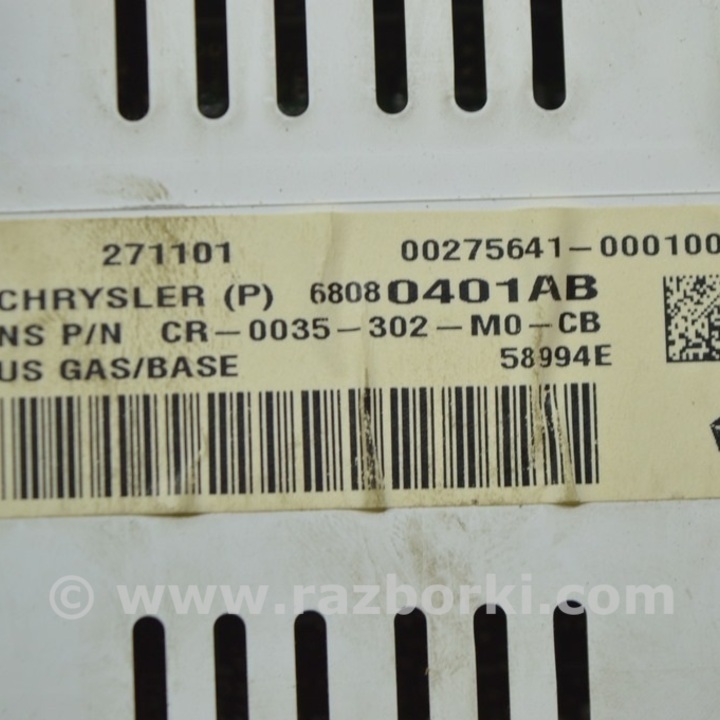 271101 00275641-000100
CHRYSLER (P) 68080401AB
NS P/N CR-0035-302-M0-CB
US GAS/BASE 58994E
© www.razborki.com